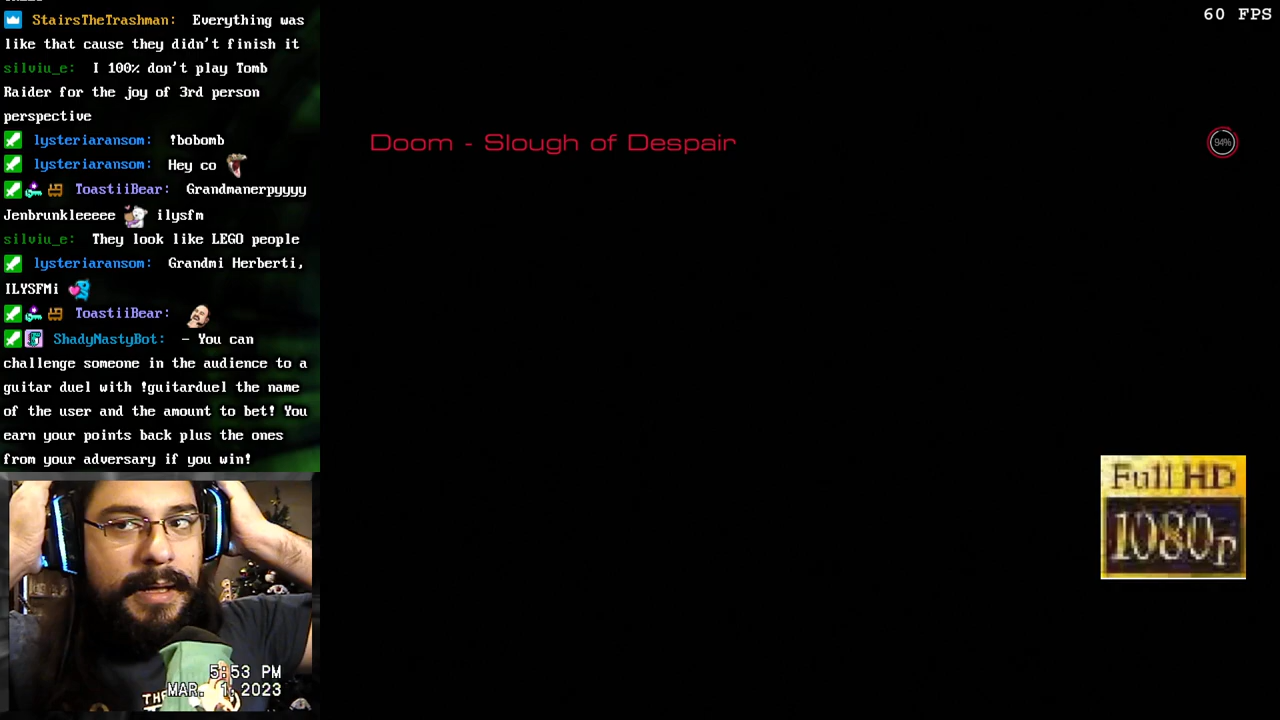 60 FPS
StairsTheTrashman: Everything was
like that cause they didn't finish it
silviu_e: I 100% don't play Tomb
Raider for the joy of 3rd person
perspective
lysteriaransom: !bobomb
lysteriaransom: Hey co
ToastiiBear: Grandmanerpyyyy
Jenbrunkleeeee ilysfm
silviu_e: They look like LEGO people
lysteriaransom: Grandmi Herberti,
ILYSFMi
ToastiiBear:
ShadyNastyBot: - You can
challenge someone in the audience to a
guitar duel with !guitarduel the name
of the user and the amount to bet! You
earn your points back plus the ones
from your adversary if you win!
Doom - Slough of Despair
94%
Full HD
1080p
5:53 PM
MAR. 1 2023
THE